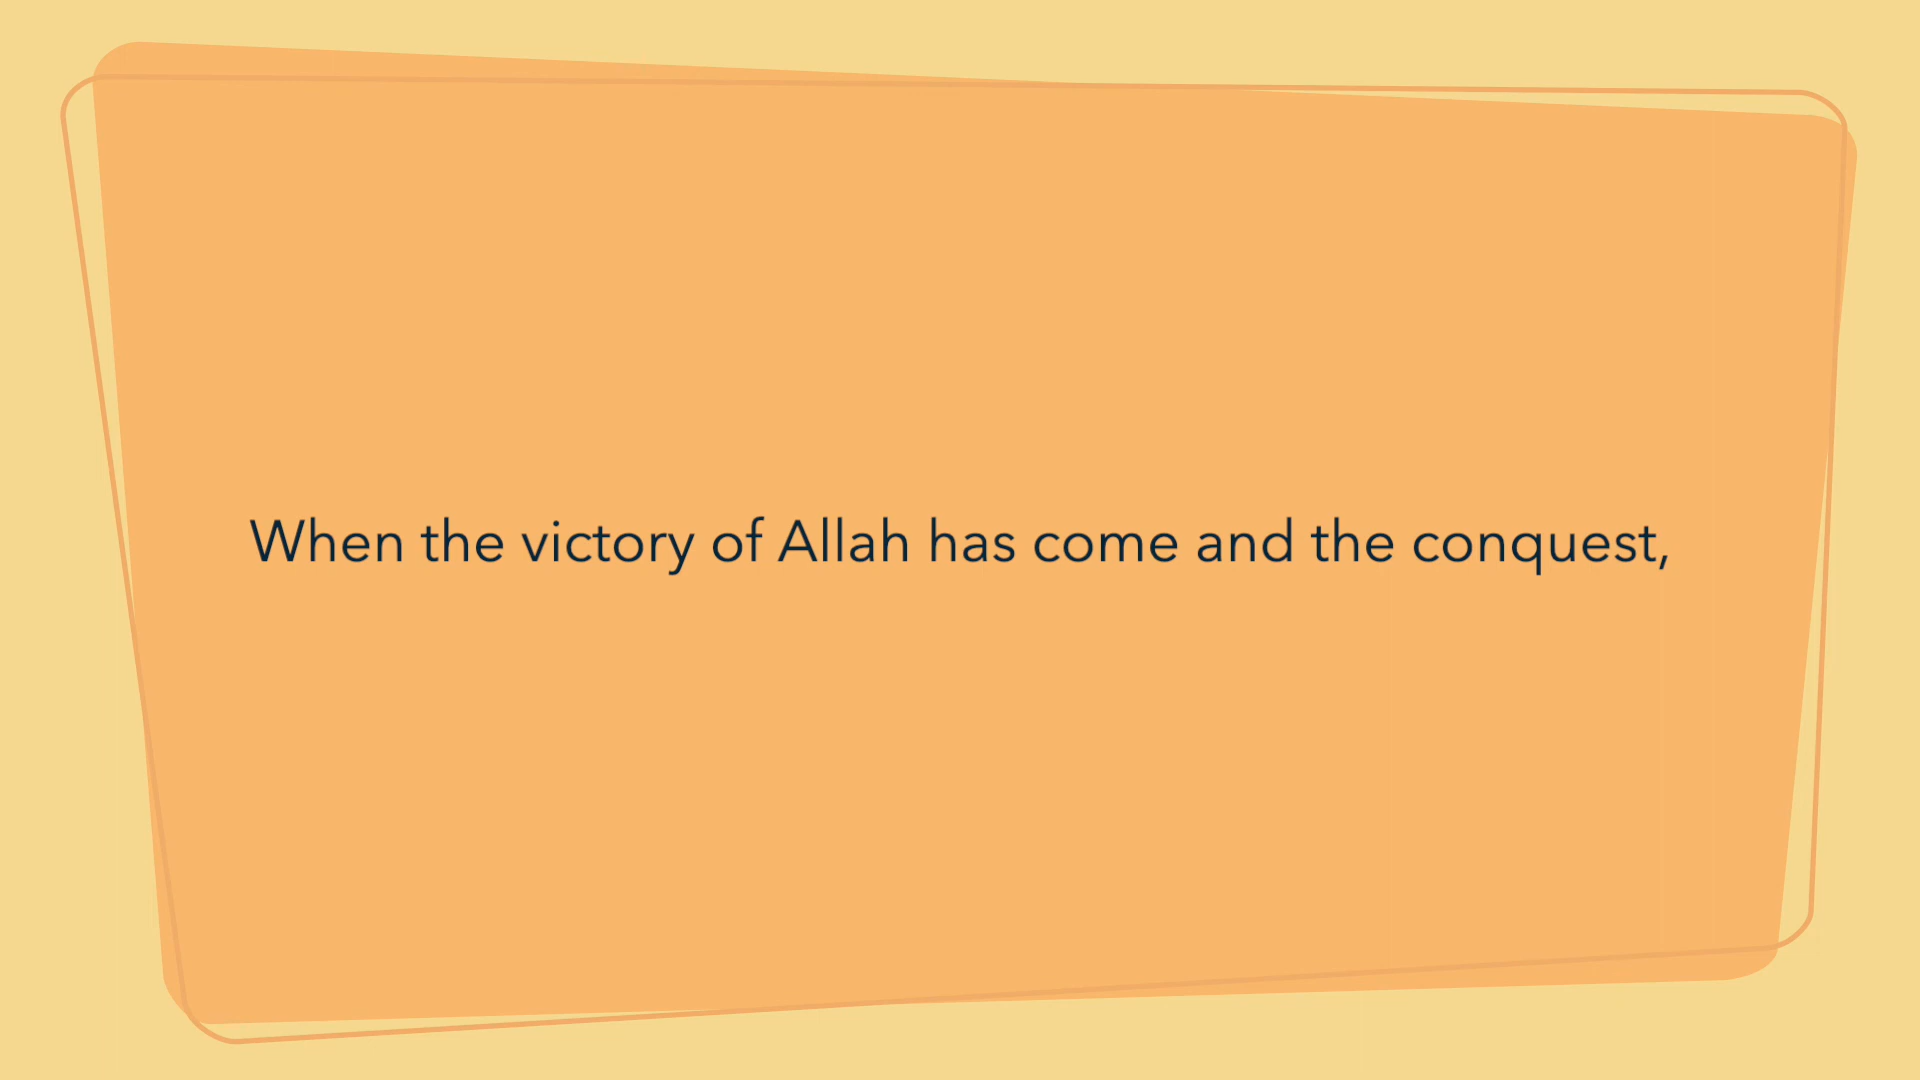 When the victory of Allah has come and the conquest,